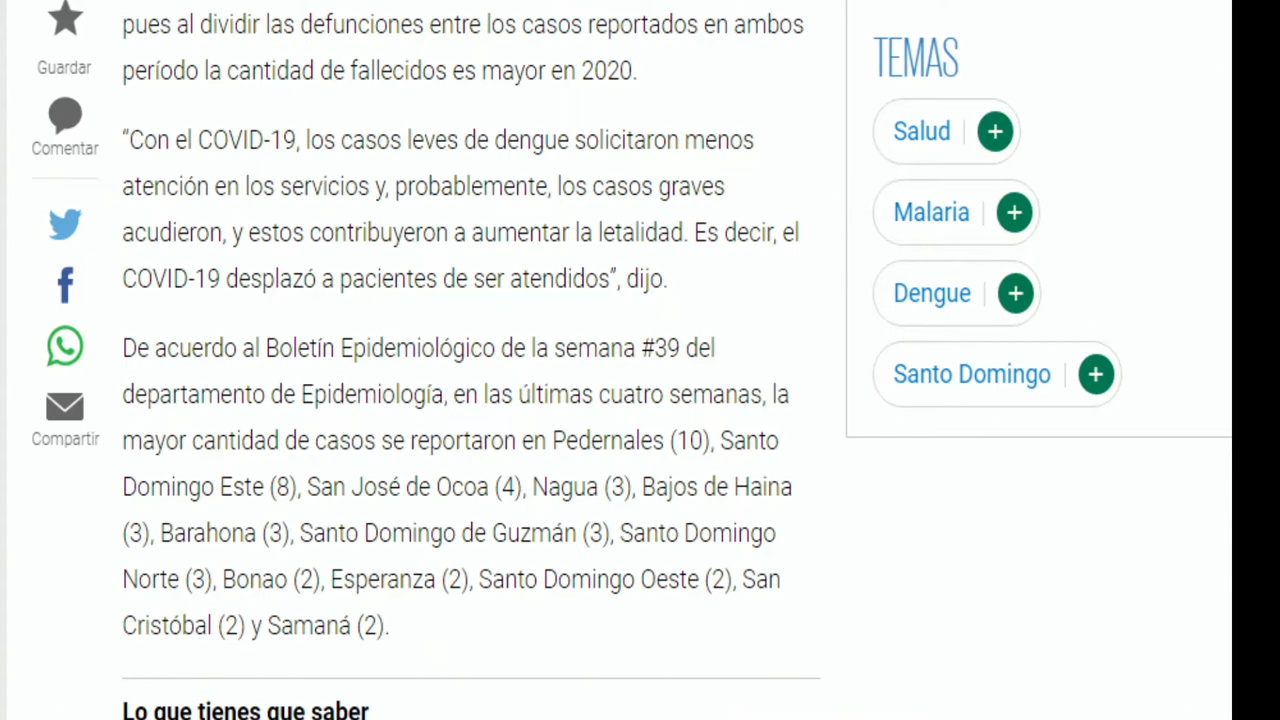 pues al dividir las defunciones entre los casos reportados en ambos
período la cantidad de fallecidos es mayor en 2020.
“Con el COVID-19, los casos leves de dengue solicitaron menos
atención en los servicios y, probablemente, los casos graves
acudieron, y estos contribuyeron a aumentar la letalidad. Es decir, el
COVID-19 desplazó a pacientes de ser atendidos”, dijo.
De acuerdo al Boletín Epidemiológico de la semana #39 del
departamento de Epidemiología, en las últimas cuatro semanas, la
mayor cantidad de casos se reportaron en Pedernales (10), Santo
Domingo Este (8), San José de Ocoa (4), Nagua (3), Bajos de Haina
(3), Barahona (3), Santo Domingo de Guzmán (3), Santo Domingo
Norte (3), Bonao (2), Esperanza (2), Santo Domingo Oeste (2), San
Cristóbal (2) y Samaná (2).
Lo que tienes que saber
Guardar
Comentar
Compartir
TEMAS
Salud
Malaria
Dengue
Santo Domingo